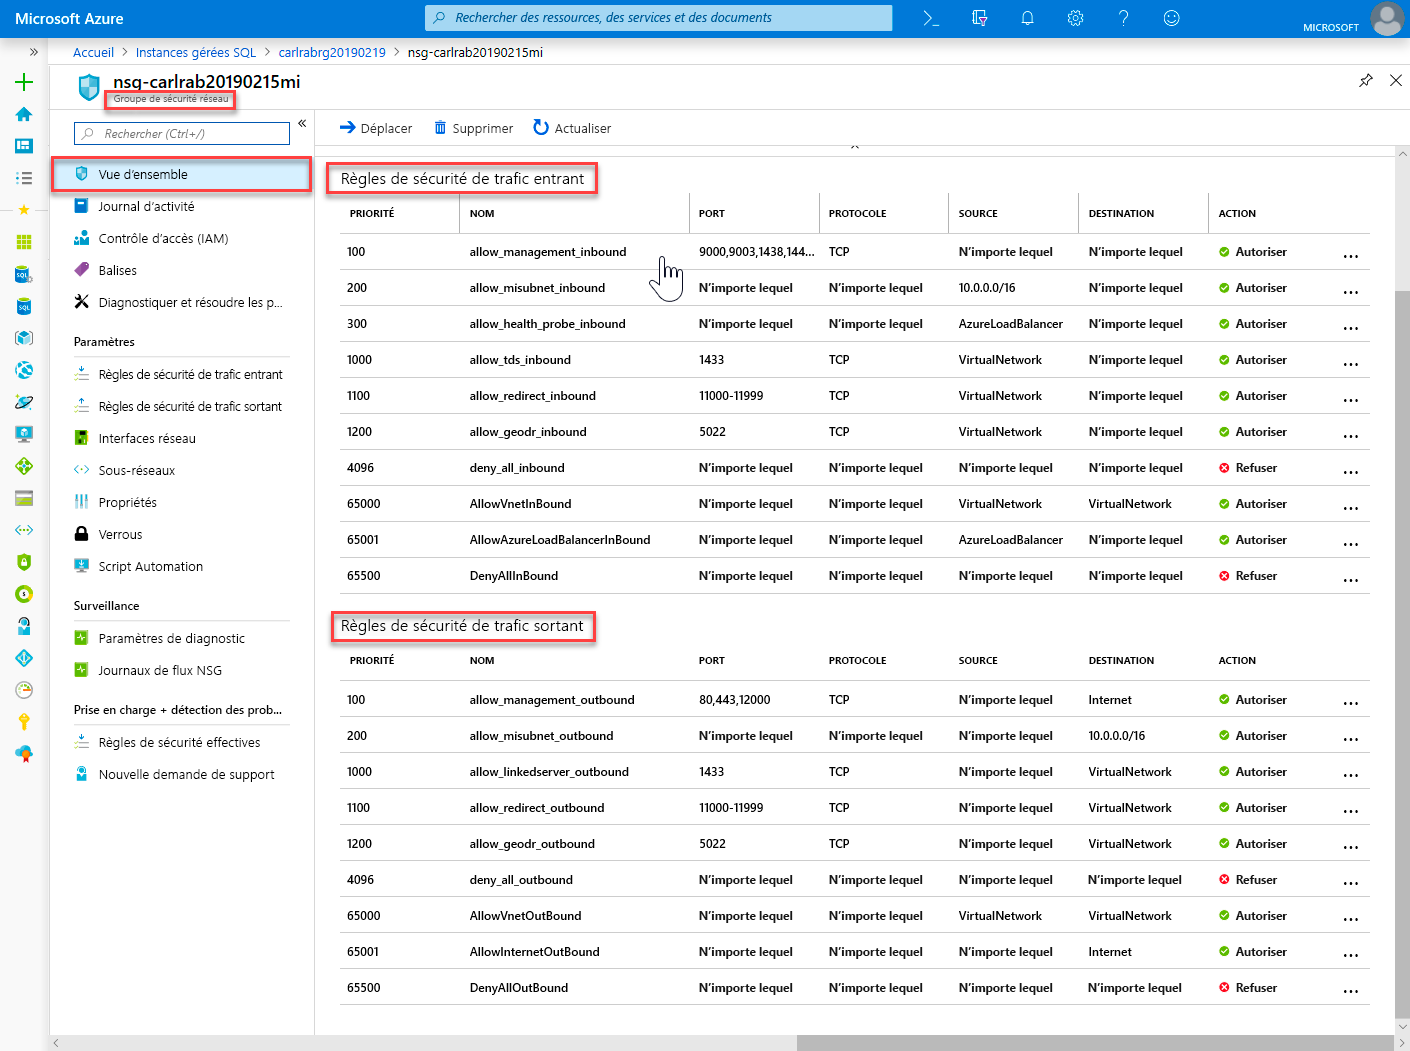 Microsoft Azure
Rechercher des ressources, des services et des documents
MICROSOFT
Accueil > Instances gérées SQL > carlrabrg20190219 > nsg-carlrab20190215mi
nsg-carlrab20190215mi
Groupe de sécurité réseau
Rechercher (Ctrl+/)
Vue d'ensemble
Journal d'activité
Contrôle d'accès (IAM)
Balises
Diagnostiquer et résoudre les p...
Paramètres
Règles de sécurité de trafic entrant
Règles de sécurité de trafic sortant
Interfaces réseau
Sous-réseaux
Propriétés
Verrous
Script Automation
Surveillance
Paramètres de diagnostic
Journaux de flux NSG
Prise en charge + détection des prob...
Règles de sécurité effectives
Nouvelle demande de support
Déplacer Supprimer Actualiser
Règles de sécurité de trafic entrant
PRIORITÉ NOM PORT PROTOCOLE SOURCE DESTINATION ACTION
100 allow_management_inbound 9000,9003,1438,144... TCP N'importe lequel N'importe lequel Autoriser ...
200 allow_misubnet_inbound N'importe lequel N'importe lequel 10.0.0.0/16 N'importe lequel Autoriser ...
300 allow_health_probe_inbound N'importe lequel N'importe lequel AzureLoadBalancer N'importe lequel Autoriser ...
1000 allow_tds_inbound 1433 TCP VirtualNetwork N'importe lequel Autoriser ...
1100 allow_redirect_inbound 11000-11999 TCP VirtualNetwork N'importe lequel Autoriser ...
1200 allow_geodr_inbound 5022 TCP VirtualNetwork N'importe lequel Autoriser ...
4096 deny_all_inbound N'importe lequel N'importe lequel N'importe lequel N'importe lequel Refuser ...
65000 AllowVnetInBound N'importe lequel N'importe lequel VirtualNetwork VirtualNetwork Autoriser ...
65001 AllowAzureLoadBalancerInBound N'importe lequel N'importe lequel AzureLoadBalancer N'importe lequel Autoriser ...
65500 DenyAllInBound N'importe lequel N'importe lequel N'importe lequel N'importe lequel Refuser ...
Règles de sécurité de trafic sortant
PRIORITÉ NOM PORT PROTOCOLE SOURCE DESTINATION ACTION
100 allow_management_outbound 80,443,12000 TCP N'importe lequel Internet Autoriser ...
200 allow_misubnet_outbound N'importe lequel N'importe lequel N'importe lequel 10.0.0.0/16 Autoriser ...
1000 allow_linkedserver_outbound 1433 TCP N'importe lequel VirtualNetwork Autoriser ...
1100 allow_redirect_outbound 11000-11999 TCP N'importe lequel VirtualNetwork Autoriser ...
1200 allow_geodr_outbound 5022 TCP N'importe lequel VirtualNetwork Autoriser ...
4096 deny_all_outbound N'importe lequel N'importe lequel N'importe lequel N'importe lequel Refuser ...
65000 AllowVnetOutBound N'importe lequel N'importe lequel VirtualNetwork VirtualNetwork Autoriser ...
65001 AllowInternetOutBound N'importe lequel N'importe lequel N'importe lequel Internet Autoriser ...
65500 DenyAllOutBound N'importe lequel N'importe lequel N'importe lequel N'importe lequel Refuser ...